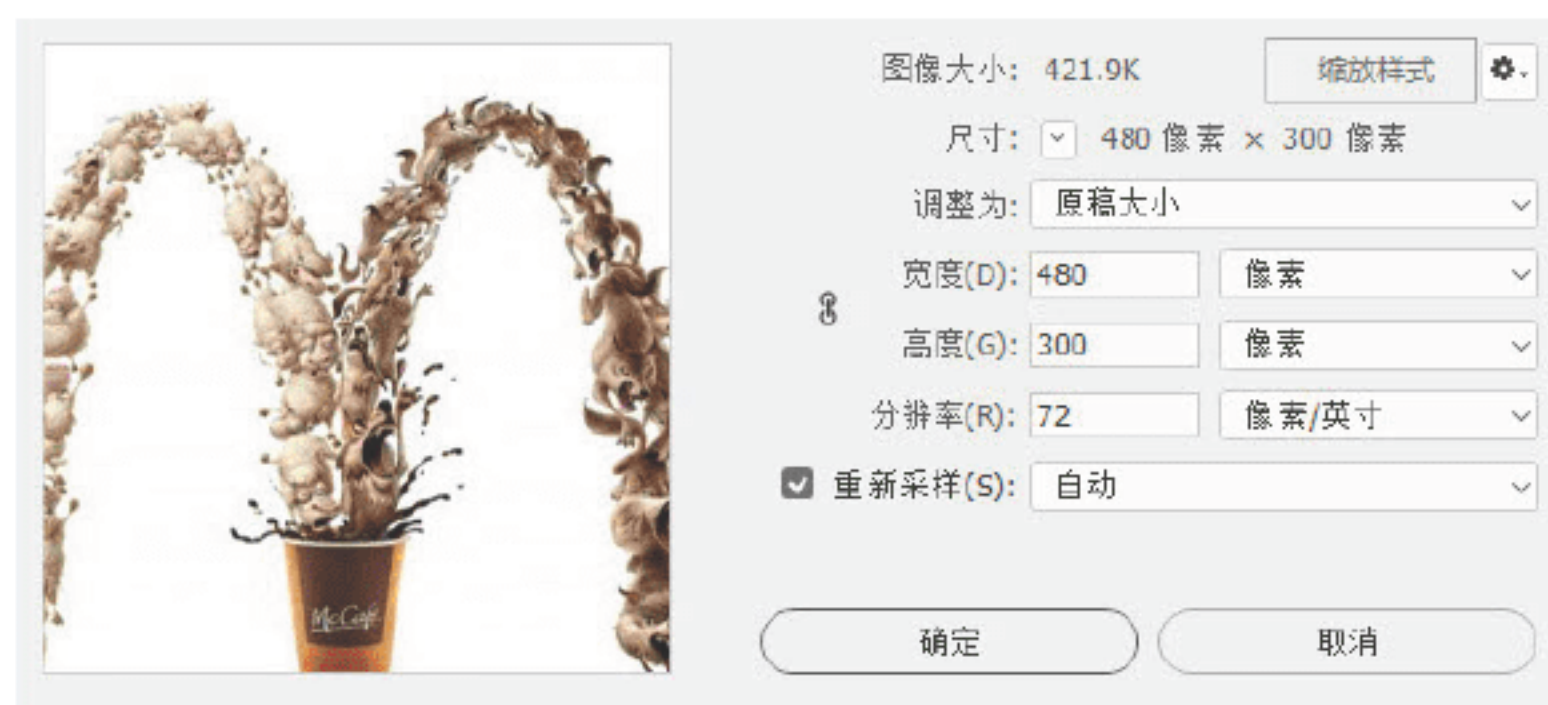 图像大小: 421.9K 缩放样式
尺寸: 480 像素 × 300 像素
调整为: 原稿大小
宽度(D): 480 像素
高度(G): 300 像素
分辨率(R): 72 像素/英寸
重新采样(S): 自动
McCafé
确定 取消